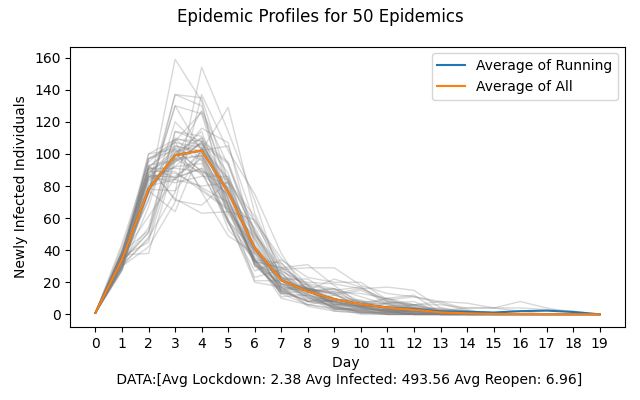 Epidemic Profiles for 50 Epidemics
160
140
120
100
80
60
40
20
0
Newly Infected Individuals
Average of Running
Average of All
0 1 2 3 4 5 6 7 8 9 10 11 12 13 14 15 16 17 18 19
Day
DATA:[Avg Lockdown: 2.38 Avg Infected: 493.56 Avg Reopen: 6.96]